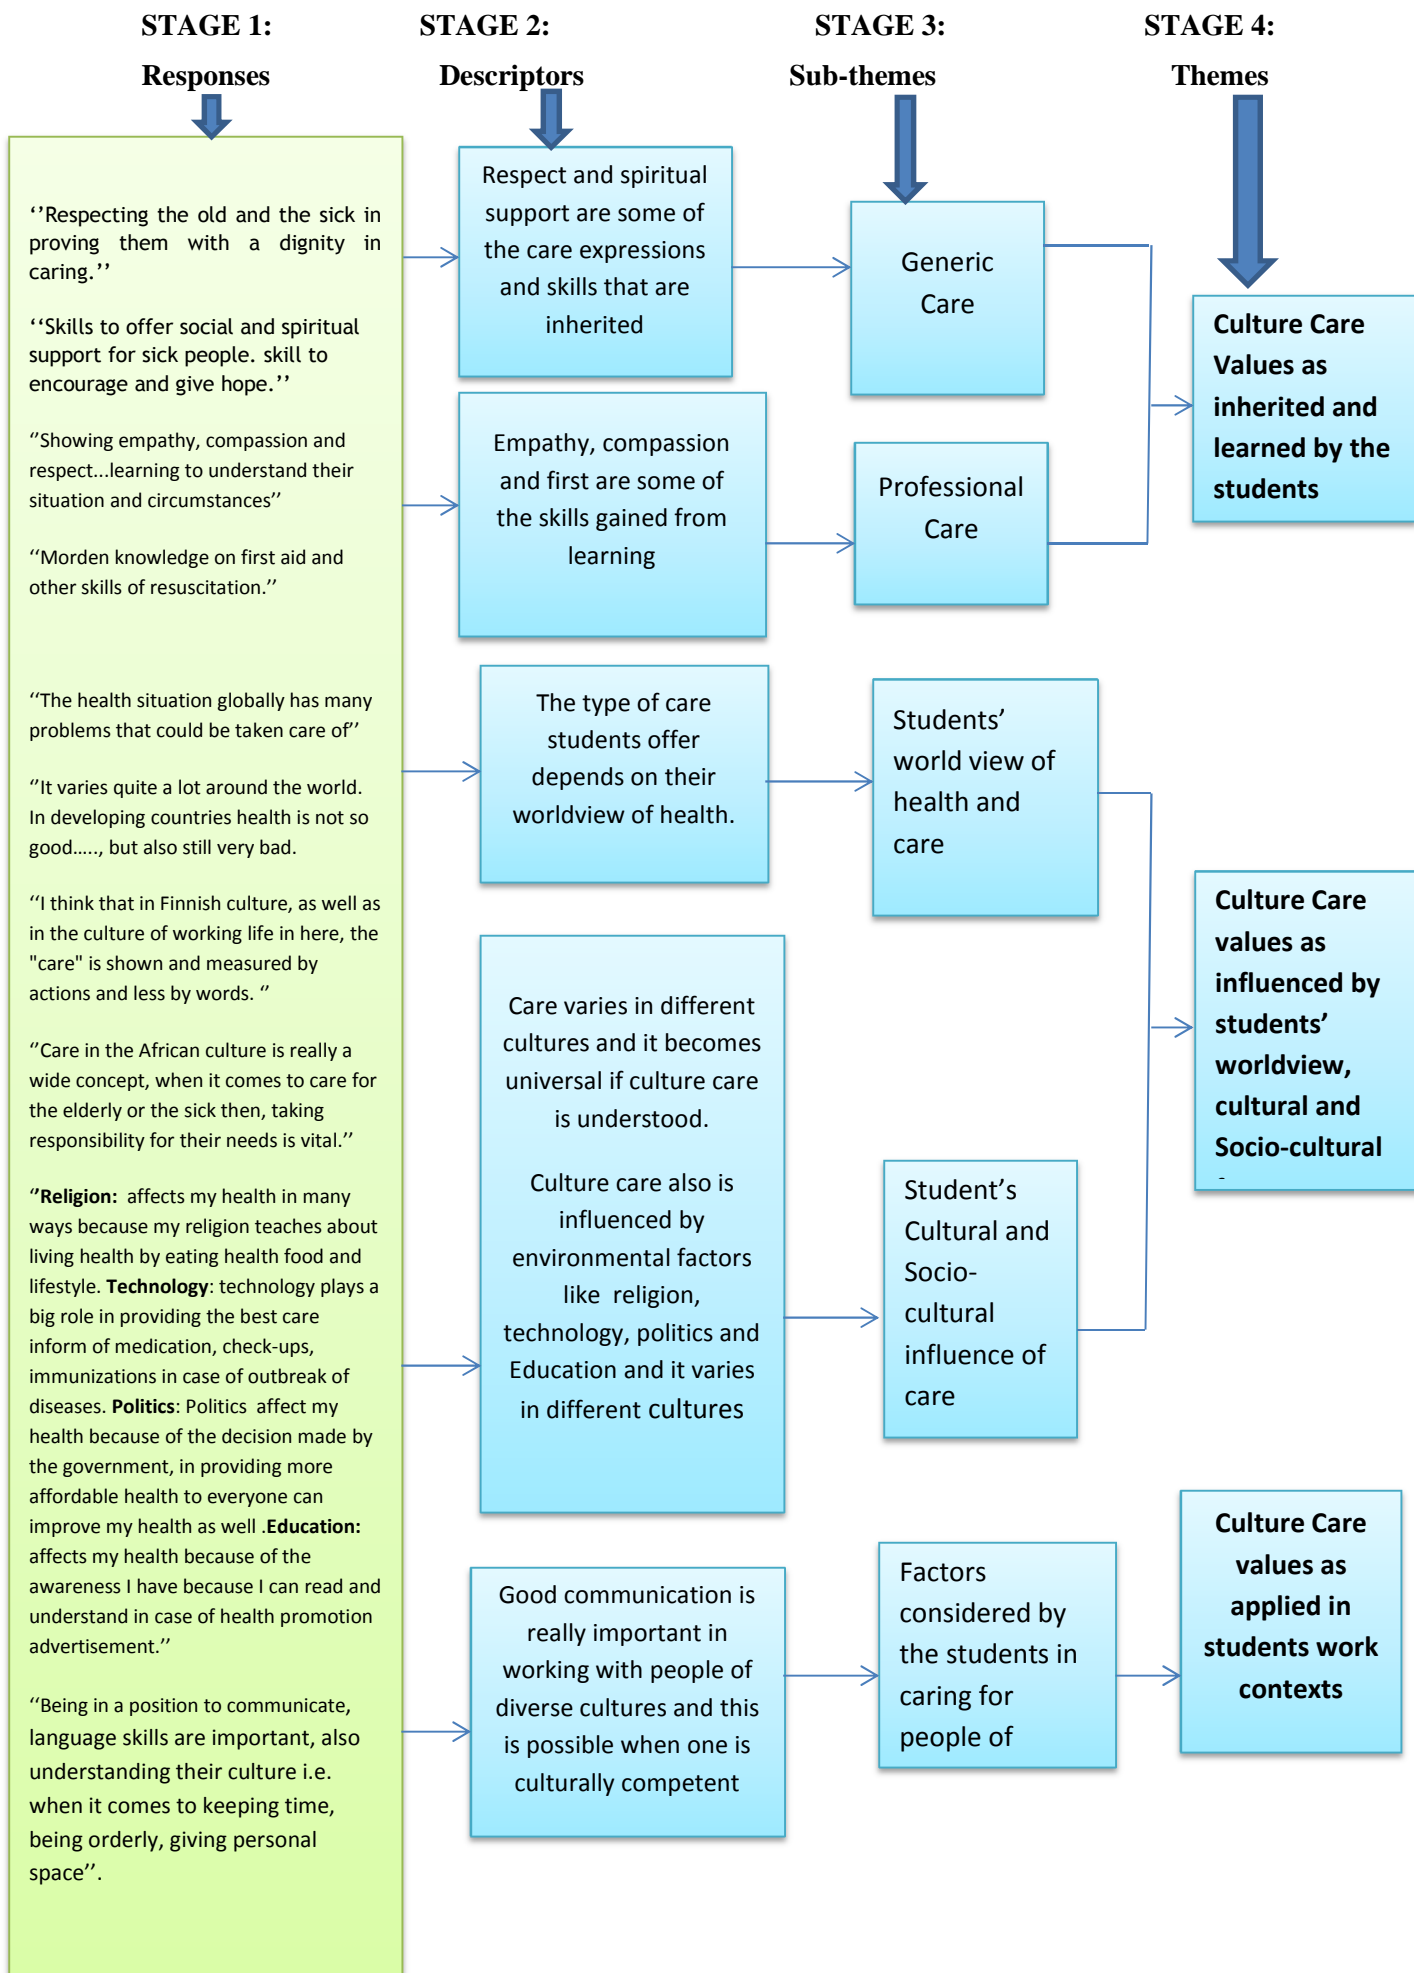 STAGE 1:
Responses
STAGE 2:
Descriptors
STAGE 3:
Sub-themes
STAGE 4:
Themes
‘’Respecting the old and the sick in
proving them with a dignity in
caring.’’
‘‘Skills to offer social and spiritual
support for sick people. skill to
encourage and give hope.’’
‘’Showing empathy, compassion and
respect...learning to understand their
situation and circumstances’’
‘‘Morden knowledge on first aid and
other skills of resuscitation.’’
‘‘The health situation globally has many
problems that could be taken care of’’
‘’It varies quite a lot around the world.
In developing countries health is not so
good....., but also still very bad.
‘‘I think that in Finnish culture, as well as
in the culture of working life in here, the
"care" is shown and measured by
actions and less by words. ‘’
‘’Care in the African culture is really a
wide concept, when it comes to care for
the elderly or the sick then, taking
responsibility for their needs is vital.’’
‘’Religion: affects my health in many
ways because my religion teaches about
living health by eating health food and
lifestyle. Technology: technology plays a
big role in providing the best care
inform of medication, check-ups,
immunizations in case of outbreak of
diseases. Politics: Politics affect my
health because of the decision made by
the government, in providing more
affordable health to everyone can
improve my health as well .Education:
affects my health because of the
awareness I have because I can read and
understand in case of health promotion
advertisement.’’
‘‘Being in a position to communicate,
language skills are important, also
understanding their culture i.e.
when it comes to keeping time,
being orderly, giving personal
space’’.
Respect and spiritual
support are some of
the care expressions
and skills that are
inherited
Empathy, compassion
and first are some of
the skills gained from
learning
The type of care
students offer
depends on their
worldview of health.
Care varies in different
cultures and it becomes
universal if culture care
is understood.
Culture care also is
influenced by
environmental factors
like religion,
technology, politics and
Education and it varies
in different cultures
Good communication is
really important in
working with people of
diverse cultures and this
is possible when one is
culturally competent
Generic
Care
Professional
Care
Students’
world view of
health and
care
Student’s
Cultural and
Socio-
cultural
influence of
care
Factors
considered by
the students in
caring for
people of
Culture Care
Values as
inherited and
learned by the
students
Culture Care
values as
influenced by
students’
worldview,
cultural and
Socio-cultural
Culture Care
values as
applied in
students work
contexts